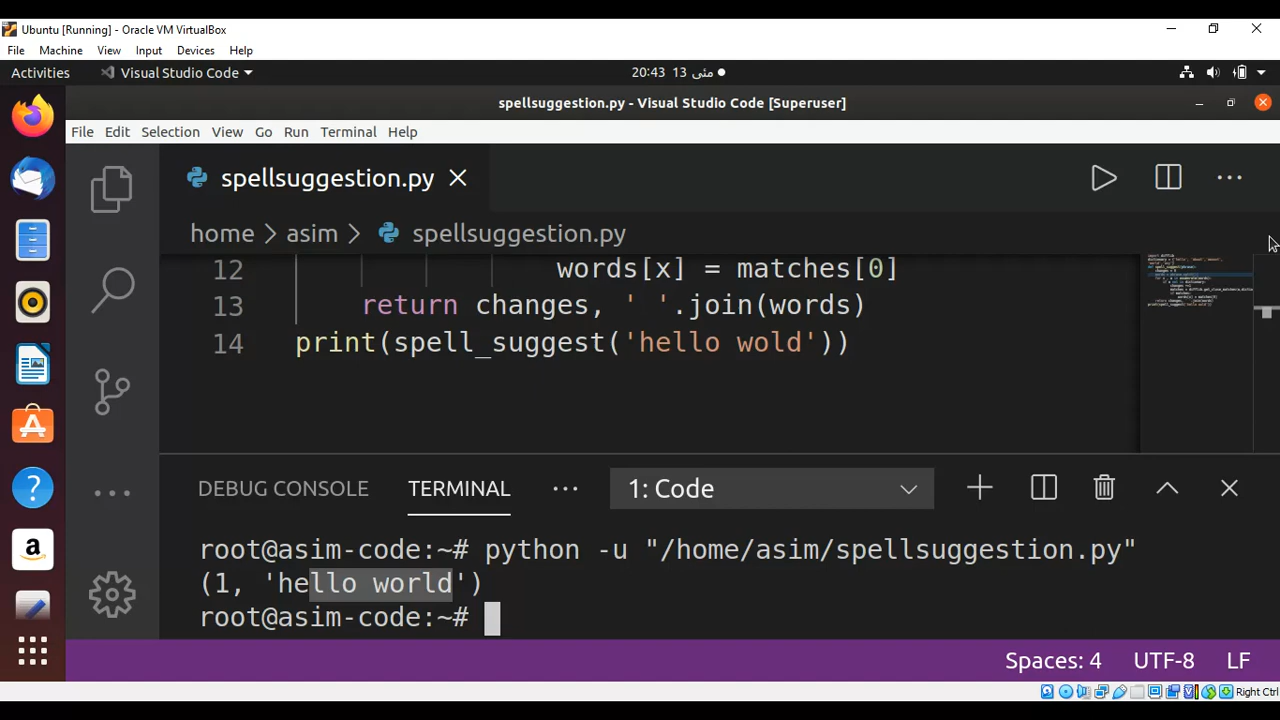 Ubuntu [Running] - Oracle VM VirtualBox
File Machine View Input Devices Help
Activities Visual Studio Code 20:43 13 مئی
spellsuggestion.py - Visual Studio Code [Superuser]
File Edit Selection View Go Run Terminal Help
spellsuggestion.py
home > asim > spellsuggestion.py
12 words[x] = matches[0]
13 return changes, ' '.join(words)
14 print(spell_suggest('hello wold'))
DEBUG CONSOLE TERMINAL ... 1: Code
root@asim-code:~# python -u "/home/asim/spellsuggestion.py"
(1, 'hello world')
root@asim-code:~#
Spaces: 4 UTF-8 LF
Right Ctrl